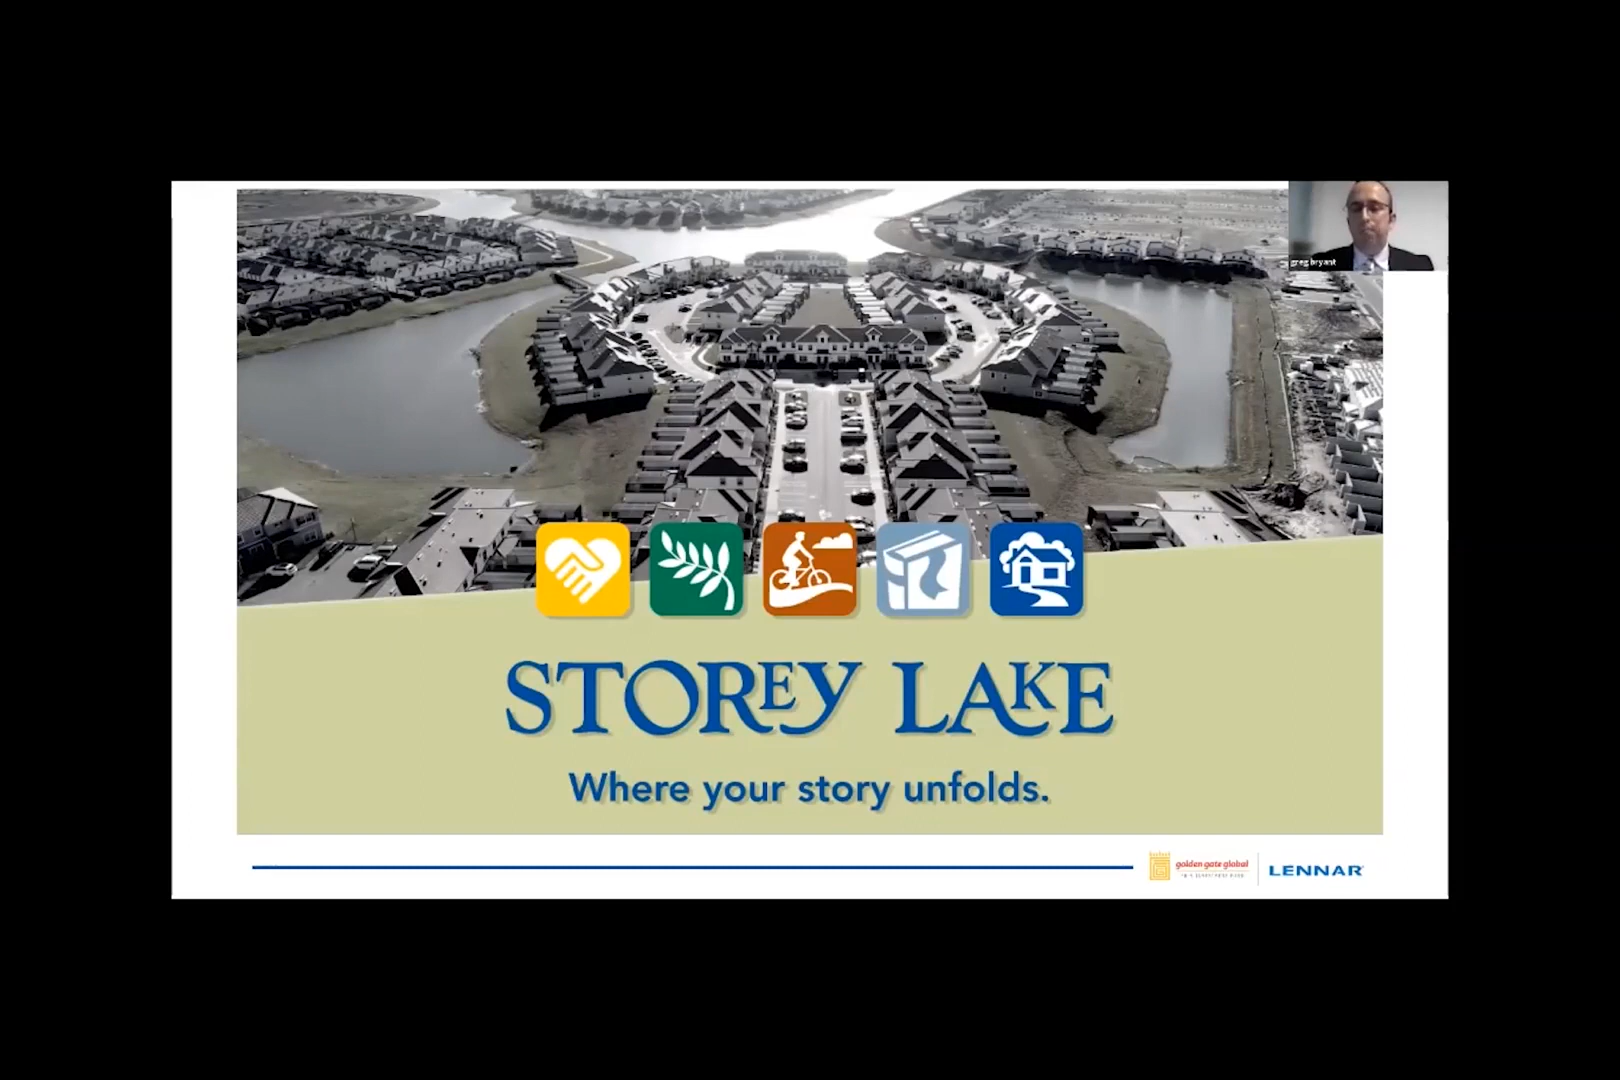 greg bryant
STOREY LAKE
Where your story unfolds.
golden gate global
LENNAR